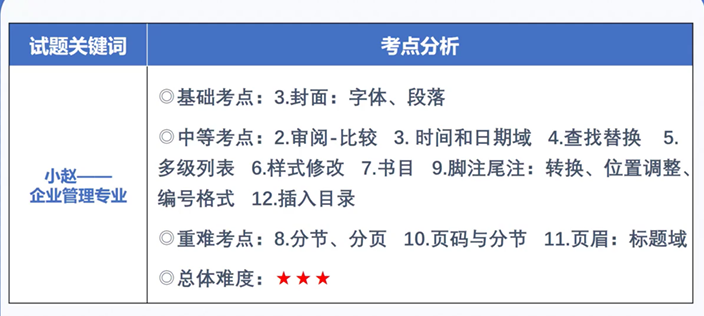 试题关键词
考点分析
小赵——
企业管理专业
◎基础考点：3.封面：字体、段落
◎中等考点：2.审阅-比较 3. 时间和日期域 4.查找替换 5.
多级列表 6.样式修改 7.书目 9.脚注尾注：转换、位置调整、
编号格式 12.插入目录
◎重难考点：8.分节、分页 10.页码与分节 11.页眉：标题域
◎总体难度：★★★